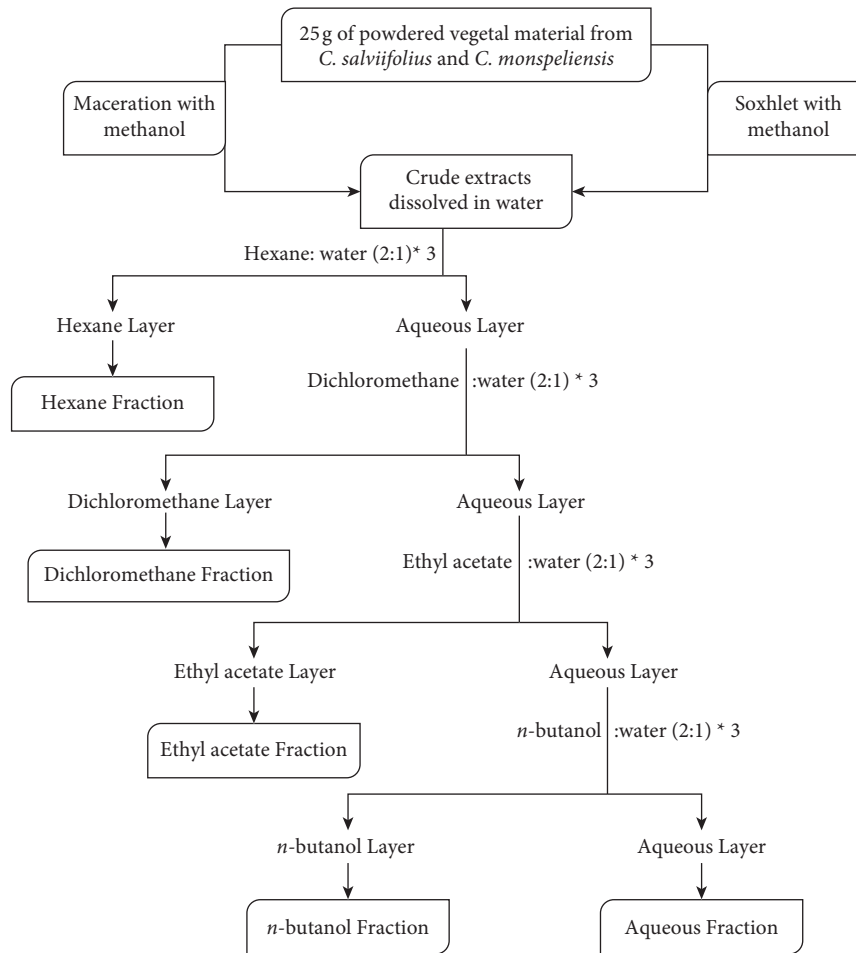 25 g of powdered vegetal material from
C. salviifolius and C. monspeliensis
Maceration with
methanol
Soxhlet with
methanol
Crude extracts
dissolved in water
Hexane: water (2:1)* 3
Hexane Layer
Aqueous Layer
Hexane Fraction
Dichloromethane :water (2:1) * 3
Dichloromethane Layer
Aqueous Layer
Dichloromethane Fraction
Ethyl acetate :water (2:1) * 3
Ethyl acetate Layer
Aqueous Layer
Ethyl acetate Fraction
n-butanol :water (2:1) * 3
n-butanol Layer
Aqueous Layer
n-butanol Fraction
Aqueous Fraction